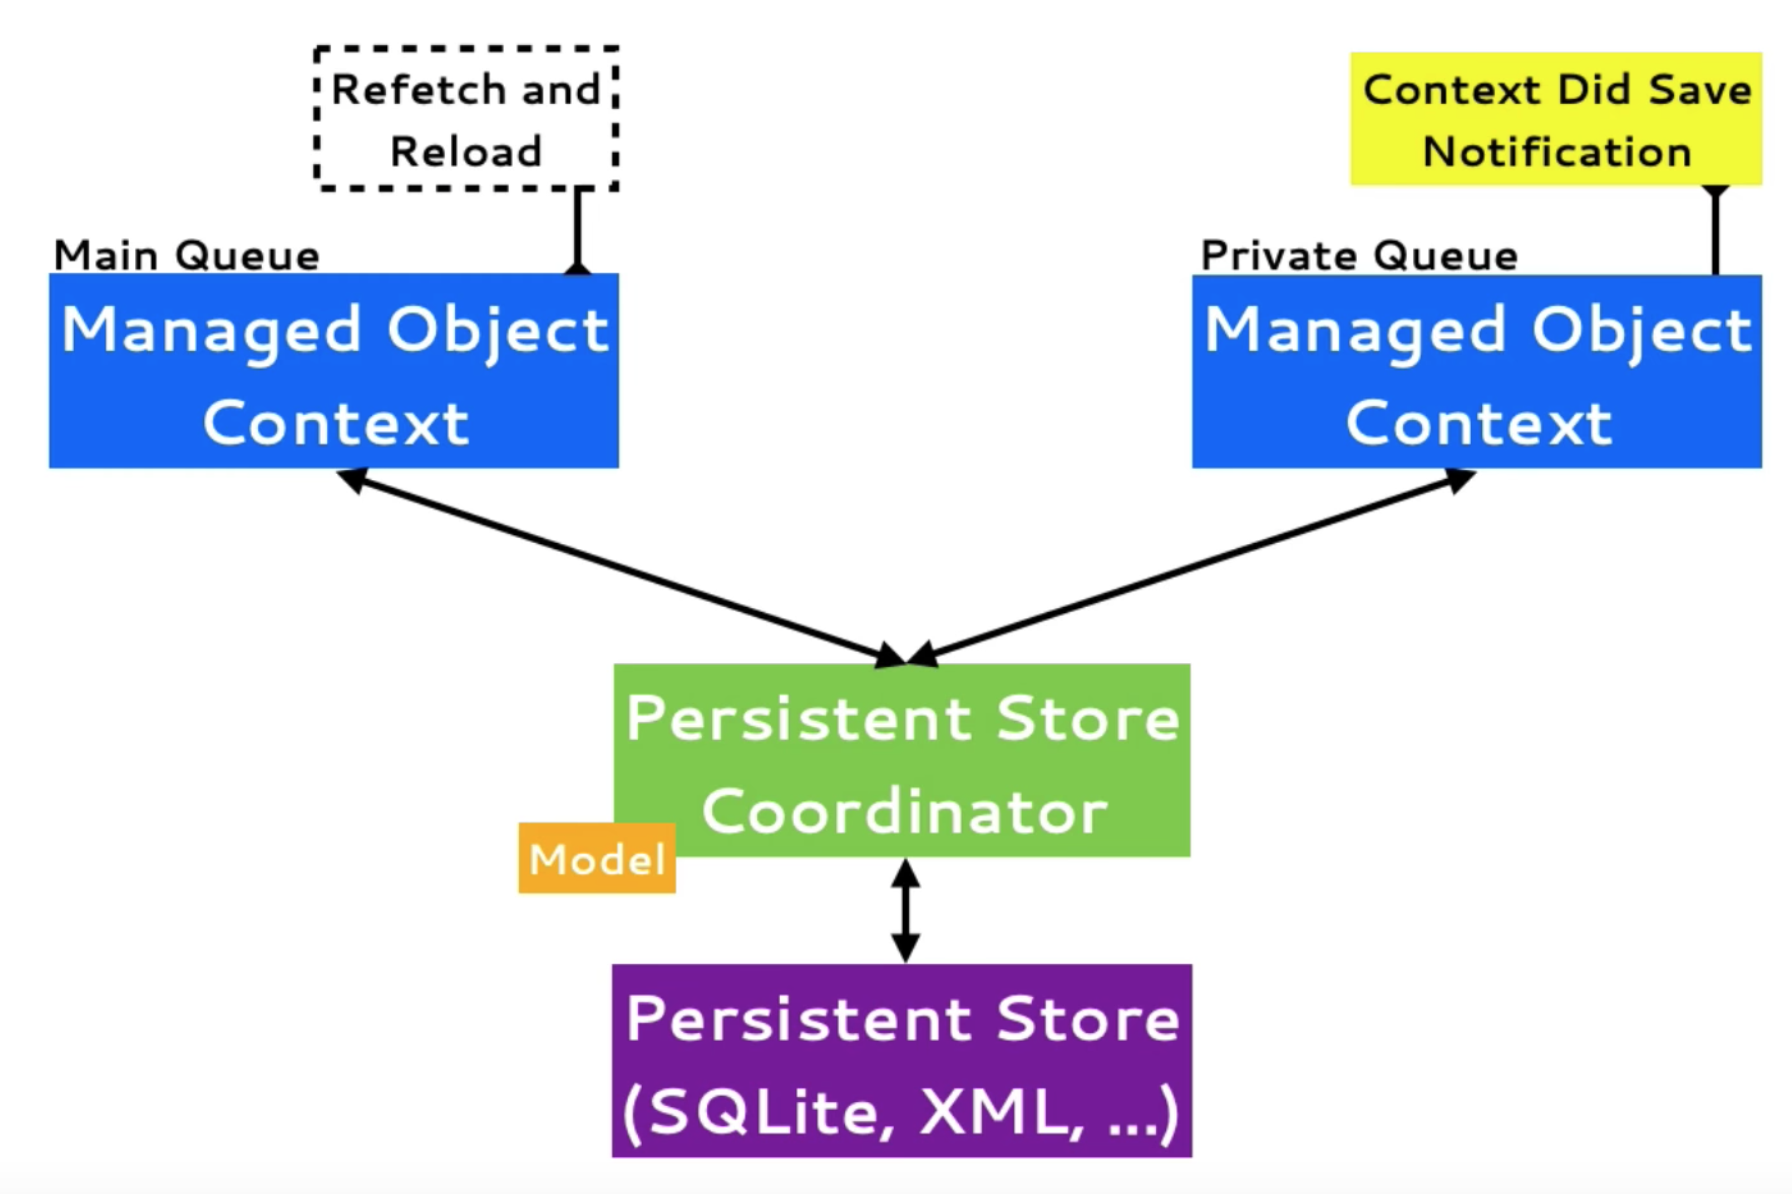 Refetch and
Reload
Context Did Save
Notification
Main Queue
Managed Object
Context
Private Queue
Managed Object
Context
Persistent Store
Coordinator
Model
Persistent Store
(SQLite, XML, ...)